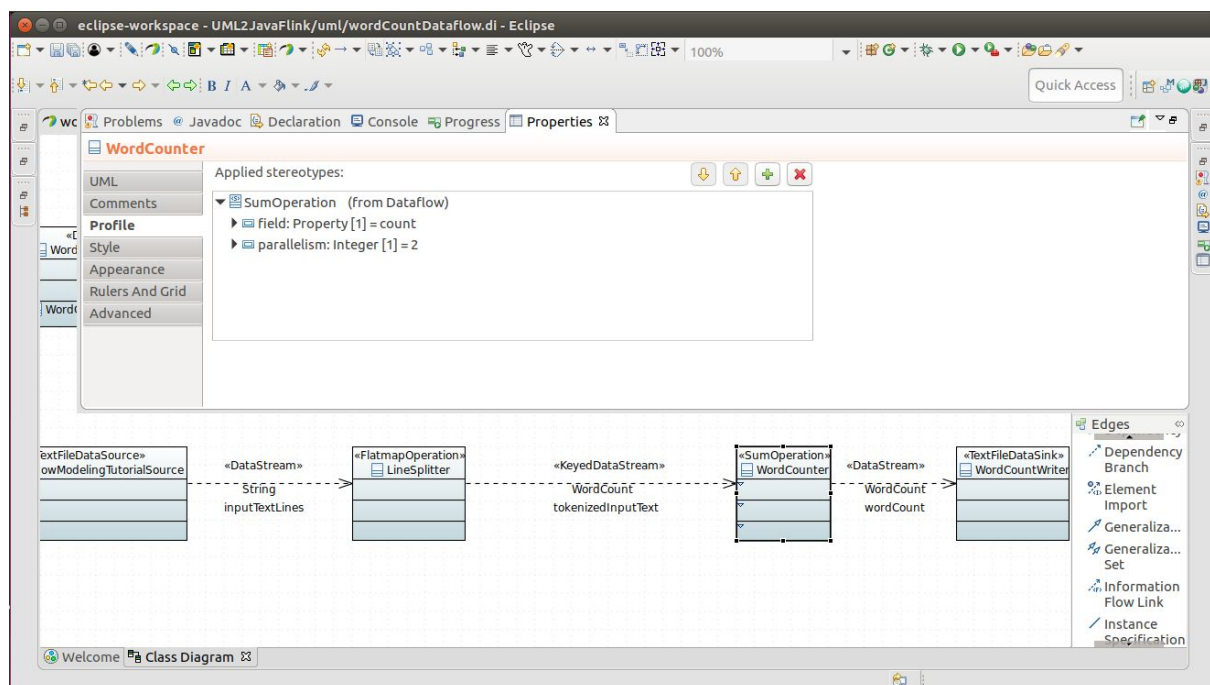 eclipse-workspace - UML2JavaFlink/uml/wordCountDataflow.di - Eclipse
100%
B I A
Quick Access
wc Problems @ Javadoc Declaration Console Progress Properties
WordCounter
UML
Comments
Profile
Style
Appearance
Rulers And Grid
Advanced
Applied stereotypes:
SumOperation (from Dataflow)
field: Property [1] = count
parallelism: Integer [1] = 2
«D
Word
Word
extFileDataSource»
owModelingTutorialSource
«DataStream»
String
inputTextLines
«FlatmapOperation»
LineSplitter
«KeyedDataStream»
WordCount
tokenizedInputText
«SumOperation»
WordCounter
«DataStream»
WordCount
wordCount
«TextFileDataSink»
WordCountWriter
Edges
Dependency
Branch
Element
Import
Generaliza...
Generaliza...
Set
Information
Flow Link
Instance
Specification
Welcome Class Diagram